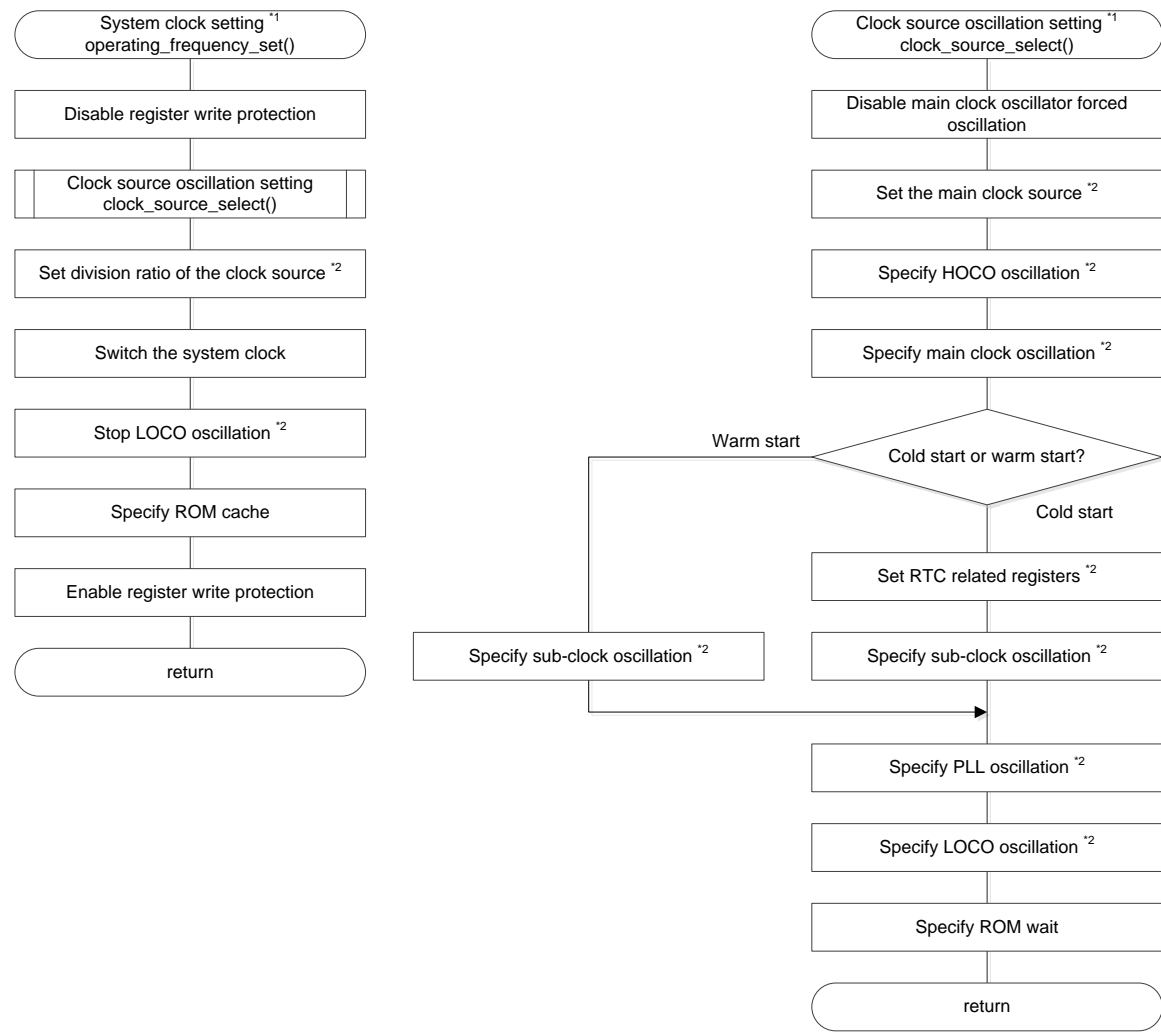 System clock setting *1
operating_frequency_set()
Disable register write protection
Clock source oscillation setting
clock_source_select()
Set division ratio of the clock source *2
Switch the system clock
Stop LOCO oscillation *2
Specify ROM cache
Enable register write protection
return
Clock source oscillation setting *1
clock_source_select()
Disable main clock oscillator forced
oscillation
Set the main clock source *2
Specify HOCO oscillation *2
Specify main clock oscillation *2
Cold start or warm start?
Warm start
Cold start
Set RTC related registers *2
Specify sub-clock oscillation *2
Specify sub-clock oscillation *2
Specify PLL oscillation *2
Specify LOCO oscillation *2
Specify ROM wait
return